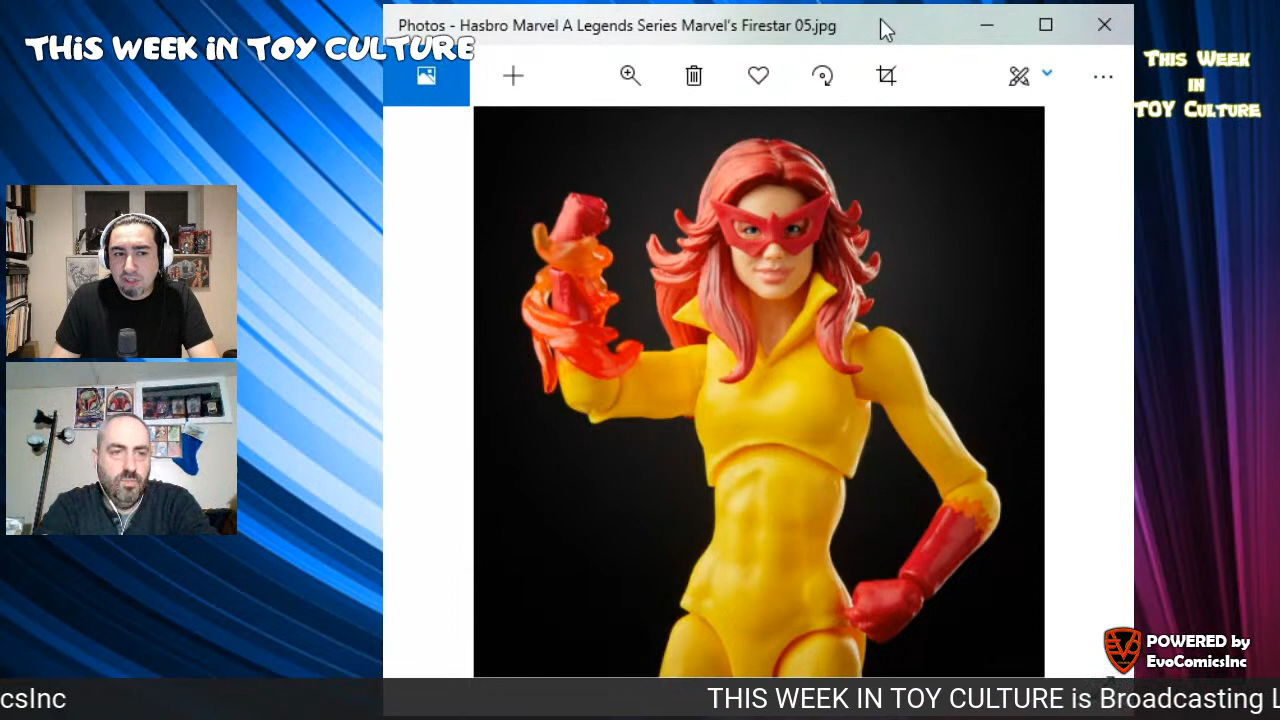 Photos - Hasbro Marvel A Legends Series Marvel's Firestar 05.jpg
THiS WEEK iN TOY CULTURE
THiS WEEK
iN
TOY CULTURE
POWERED by
EvoComicsInc
csInc THIS WEEK IN TOY CULTURE is Broadcasting L